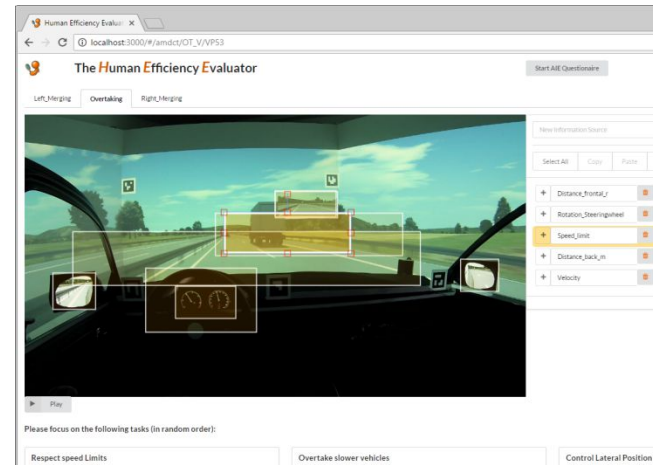 Human Efficiency Evaluat
localhost:3000/#/amdct/OT_V/VP53
The Human Efficiency Evaluator
Start AIE Questionaire
Left_Merging Overtaking Right_Merging
New Information Source
Select All Copy Paste
Distance_frontal_r
Rotation_Steeringwheel
Speed_limit
Distance_back_m
Velocity
Play
Please focus on the following tasks (in random order):
Respect speed Limits Overtake slower vehicles Control Lateral Position